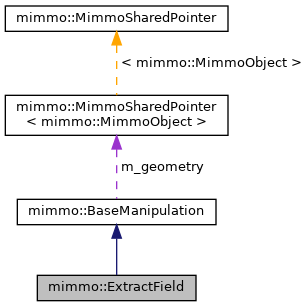 mimmo::MimmoSharedPointer
< mimmo::MimmoObject >
mimmo::MimmoSharedPointer
< mimmo::MimmoObject >
m_geometry
mimmo::BaseManipulation
mimmo::ExtractField